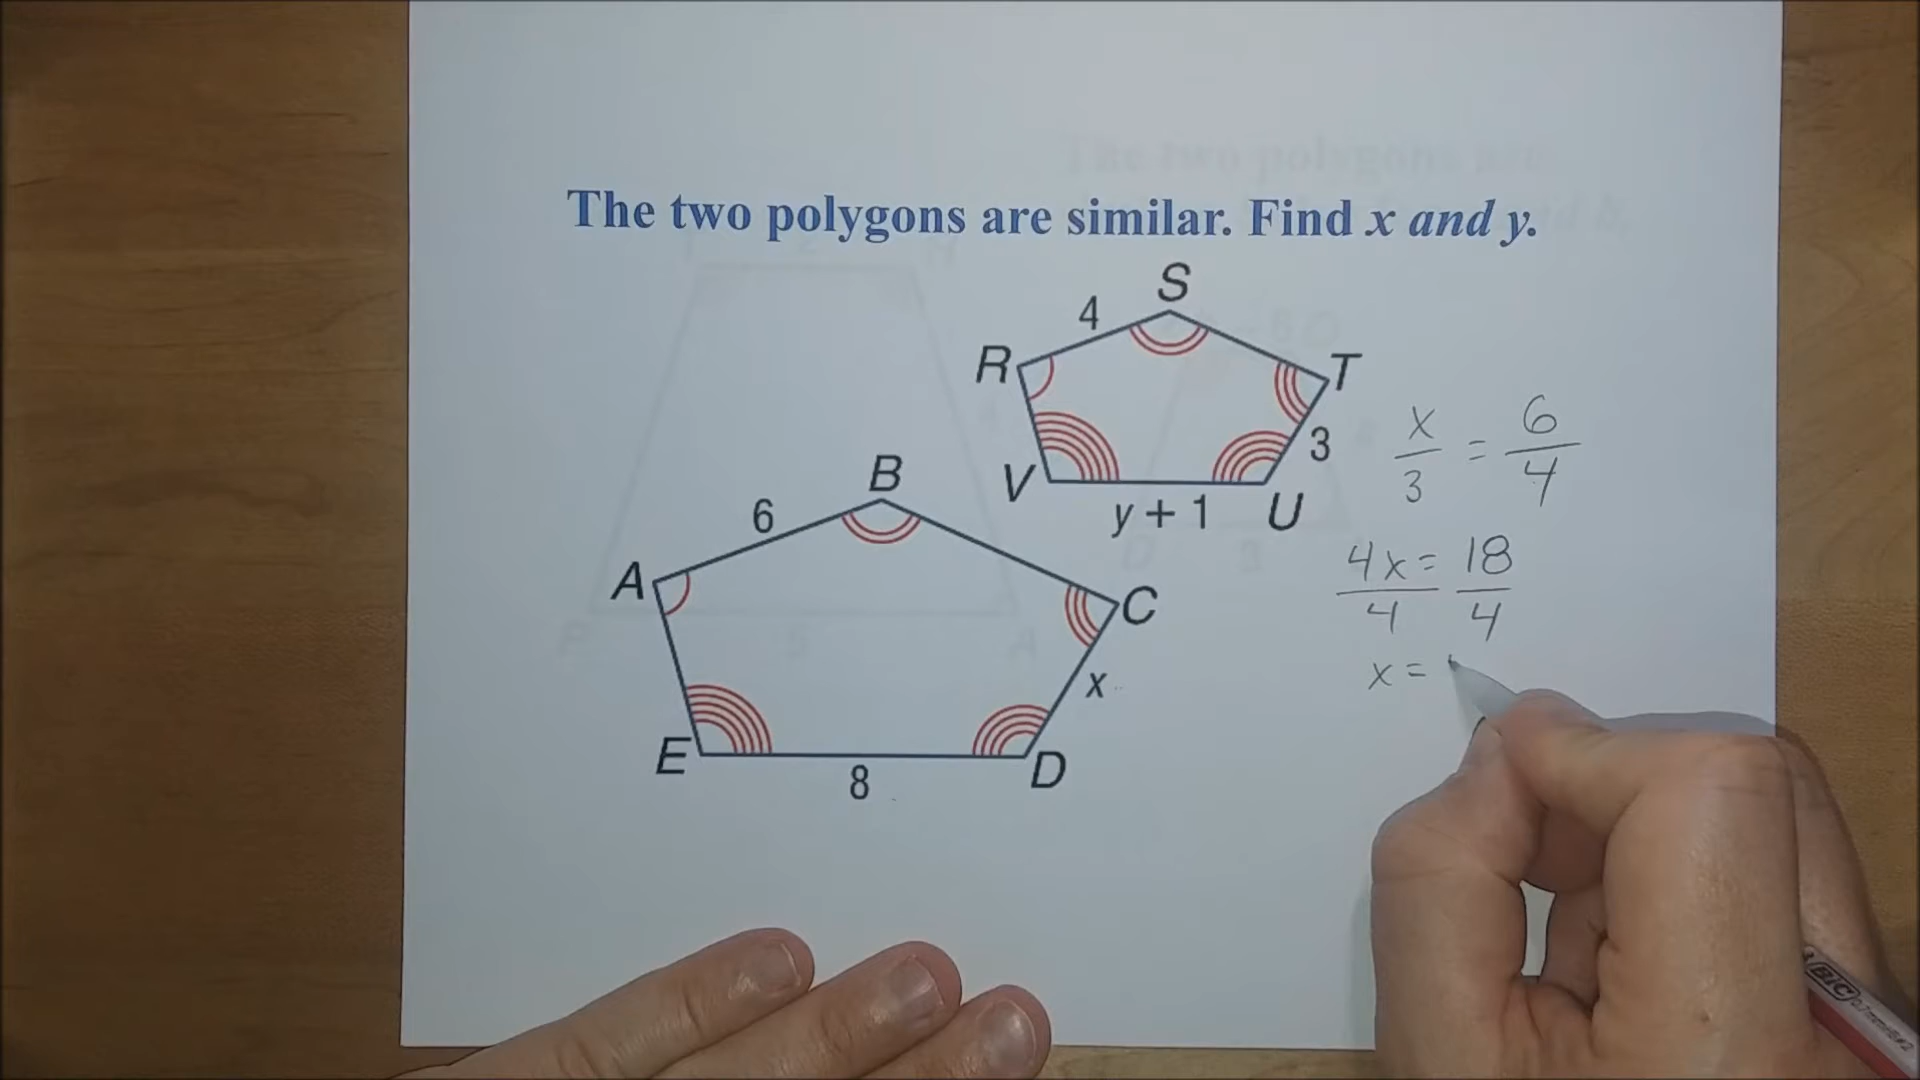 The two polygons are similar. Find x and y.
S
4
R
T
3
V
y + 1
U
B
6
A
C
x
E
D
8
x/3 = 6/4
4x = 18
4 4
x =
BIC